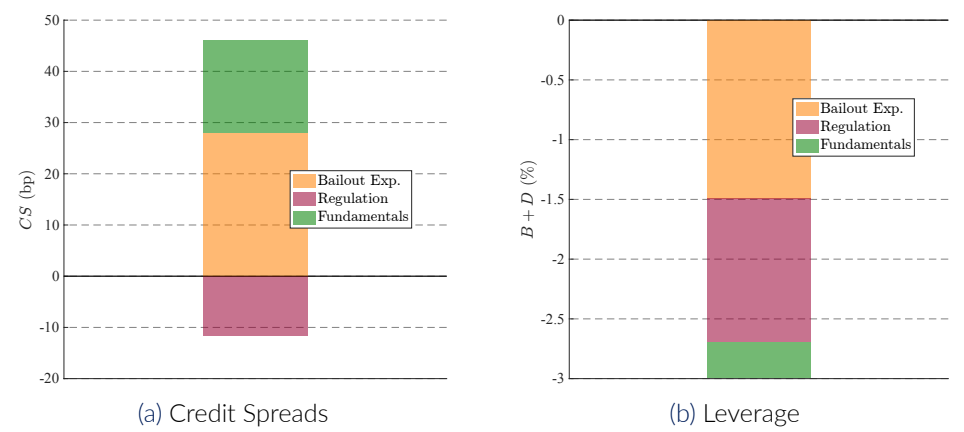 50
40
30
20
10
0
-10
-20
CS (bp)
Bailout Exp.
Regulation
Fundamentals
(a) Credit Spreads
0
-0.5
-1
-1.5
-2
-2.5
-3
B + D (%)
Bailout Exp.
Regulation
Fundamentals
(b) Leverage